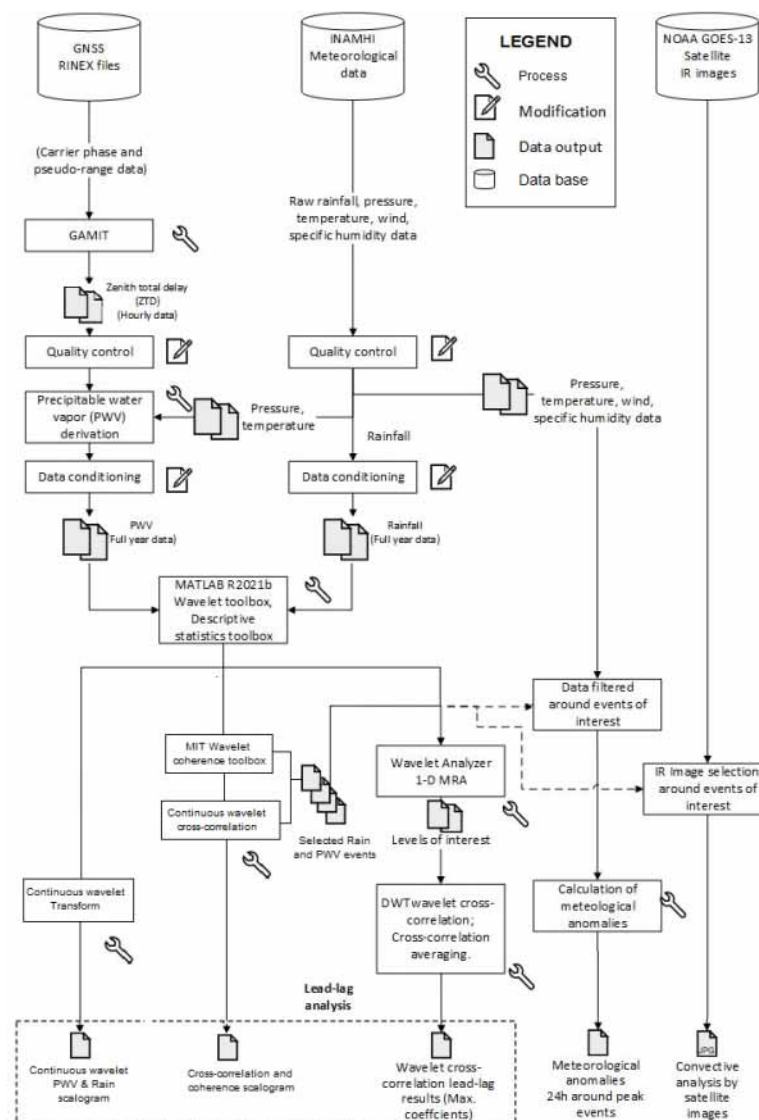 GNSS
RINEX files
INAMHI
Meteorological
data
LEGEND
Process
Modification
Data output
Data base
NOAA GOES-13
Satellite
IR images
(Carrier phase and
pseudo-range data)
Raw rainfall, pressure,
temperature, wind,
specific humidity data
GAMIT
Zenith total delay
(ZTD)
(Hourly data)
Quality control
Quality control
Precipitable water
vapor (PWV)
derivation
Pressure,
temperature
Pressure,
temperature, wind,
specific humidity data
Rainfall
Data conditioning
Data conditioning
PWV
Full year data)
Rainfall
(Full year data)
MATLAB R2021b
Wavelet toolbox,
Descriptive
statistics toolbox
Data filtered
around events of
interest
MIT Wavelet
coherence toolbox
Wavelet Analyzer
1-D MRA
IR Image selection
around events of
interest
Continuous wavelet
cross-correlation
Selected Rain
and PWV events
Levels of interest
Continuous wavelet
Transform
DWT wavelet cross-
correlation;
Cross-correlation
averaging.
Calculation of
meteological
anomalies
Lead-lag
analysis
JPG
Continuous wavelet
PWV & Rain
scalogram
Cross-correlation and
coherence scalogram
Wavelet cross-
correlation lead-lag
results (Max.
coeffcients)
Meteorological
anomalies
24h around peak
events
Convective
analysis by
satellite
images